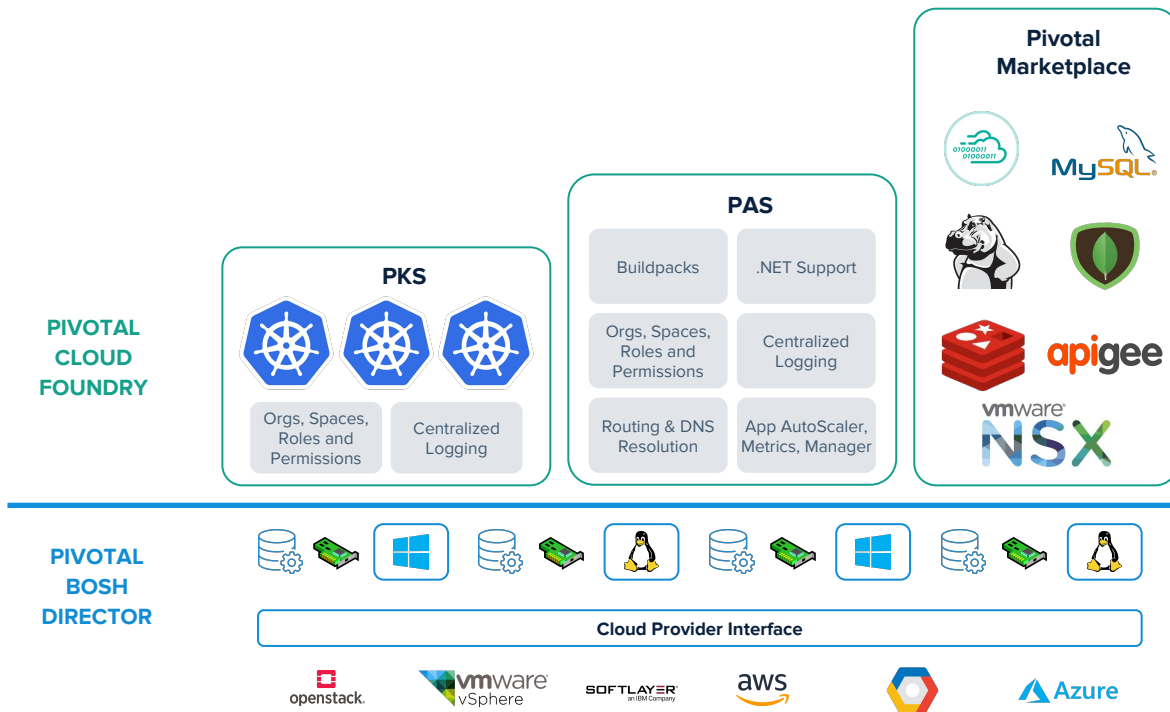 Pivotal
Marketplace
01000011
01000011
MySQL®
PAS
Buildpacks
.NET Support
PKS
PIVOTAL
CLOUD
FOUNDRY
Orgs, Spaces,
Roles and
Permissions
Centralized
Logging
apigee
Orgs, Spaces,
Roles and
Permissions
Centralized
Logging
Routing & DNS
Resolution
App AutoScaler,
Metrics, Manager
vmware®
NSX
PIVOTAL
BOSH
DIRECTOR
Cloud Provider Interface
openstack.
vmware®
vSphere
SOFTLAYER®
an IBM Company
aws
Azure